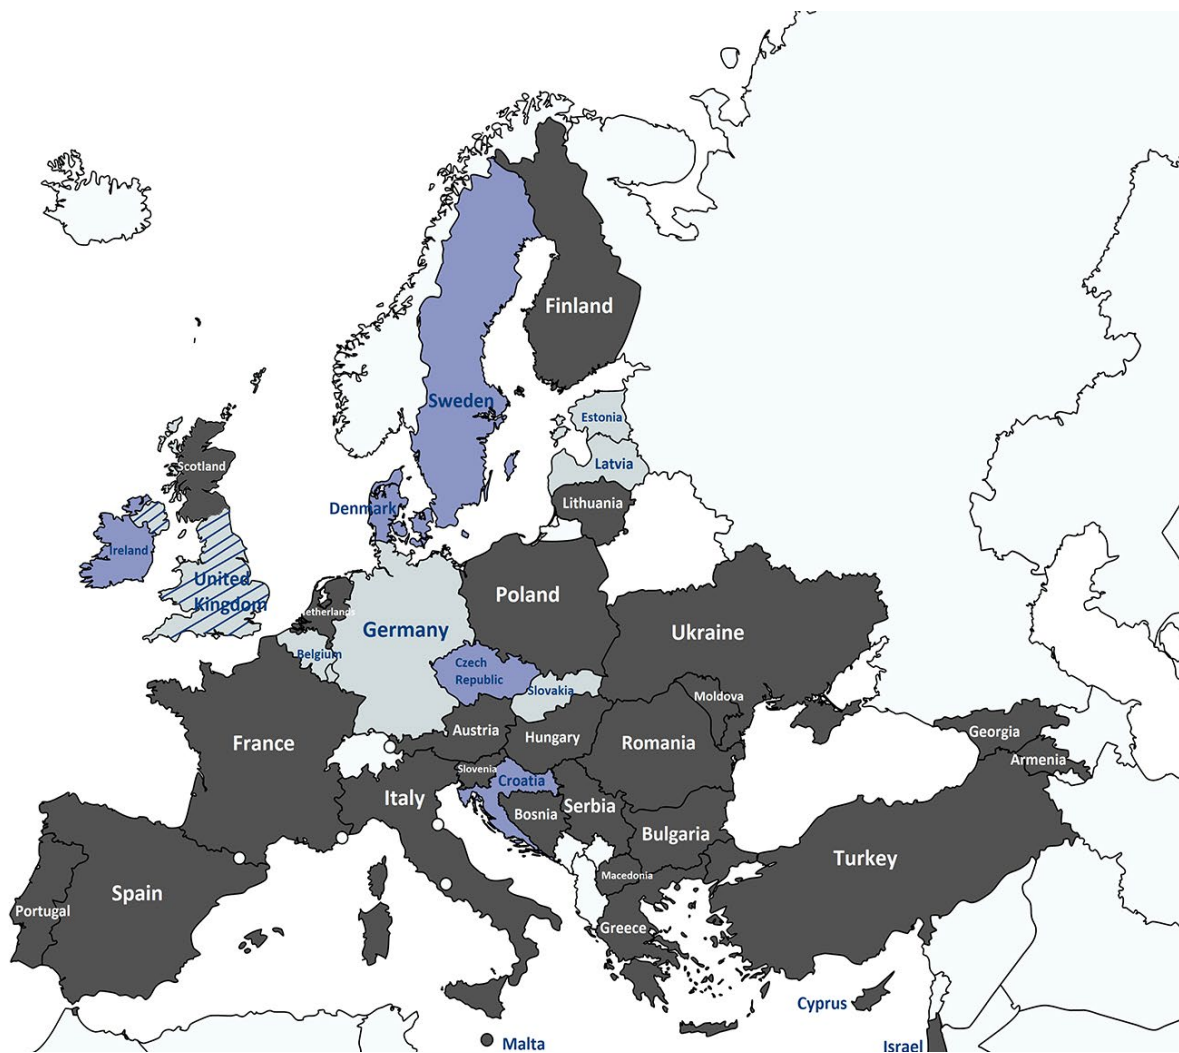 Finland
Sweden
Estonia
Latvia
Scotland
Lithuania
Denmark
Ireland
United
Kingdom
Netherlands
Poland
Germany
Ukraine
Belgium
Czech
Republic
Slovakia
Moldova
France
Austria
Hungary
Romania
Georgia
Armenia
Slovenia
Croatia
Italy
Bosnia
Serbia
Bulgaria
Turkey
Macedonia
Spain
Portugal
Greece
Cyprus
Malta
Israel